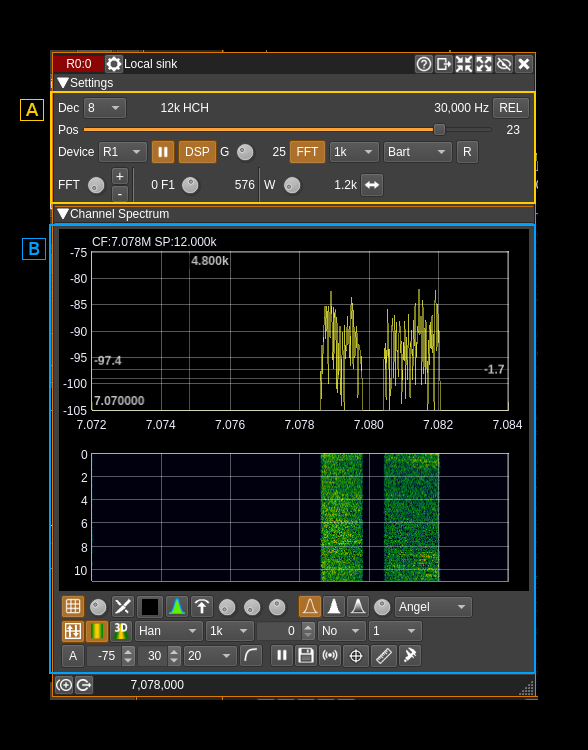 R0:0 Local sink
Settings
A
Dec 8 12k HCH 30,000 Hz REL
Pos 23
Device R1 DSP G 25 FFT 1k Bart R
FFT + - 0 F1 576 W 1.2k
Channel Spectrum
B
CF:7.078M SP:12.000k
-75
4.800k
-80
-85
-90
-95
-97.4
-1.7
-100
7.070000
-105
7.072 7.074 7.076 7.078 7.080 7.082 7.084
0
2
4
6
8
10
Angel
3D Han 1k 0 No 1
A -75 30 20
7,078,000